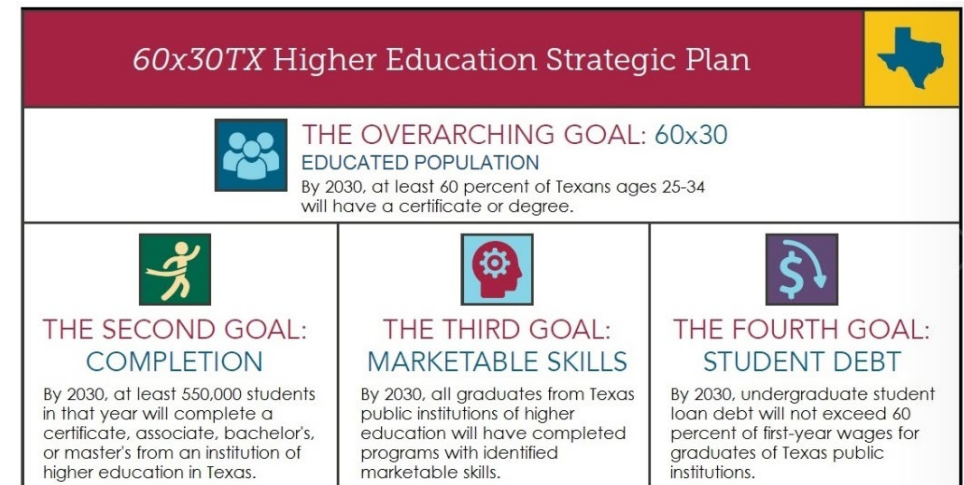 60x30TX Higher Education Strategic Plan
THE OVERARCHING GOAL: 60x30
EDUCATED POPULATION
By 2030, at least 60 percent of Texans ages 25-34
will have a certificate or degree.
THE SECOND GOAL:
COMPLETION
By 2030, at least 550,000 students
in that year will complete a
certificate, associate, bachelor's,
or master's from an institution of
higher education in Texas.
THE THIRD GOAL:
MARKETABLE SKILLS
By 2030, all graduates from Texas
public institutions of higher
education will have completed
programs with identified
marketable skills.
THE FOURTH GOAL:
STUDENT DEBT
By 2030, undergraduate student
loan debt will not exceed 60
percent of first-year wages for
graduates of Texas public
institutions.